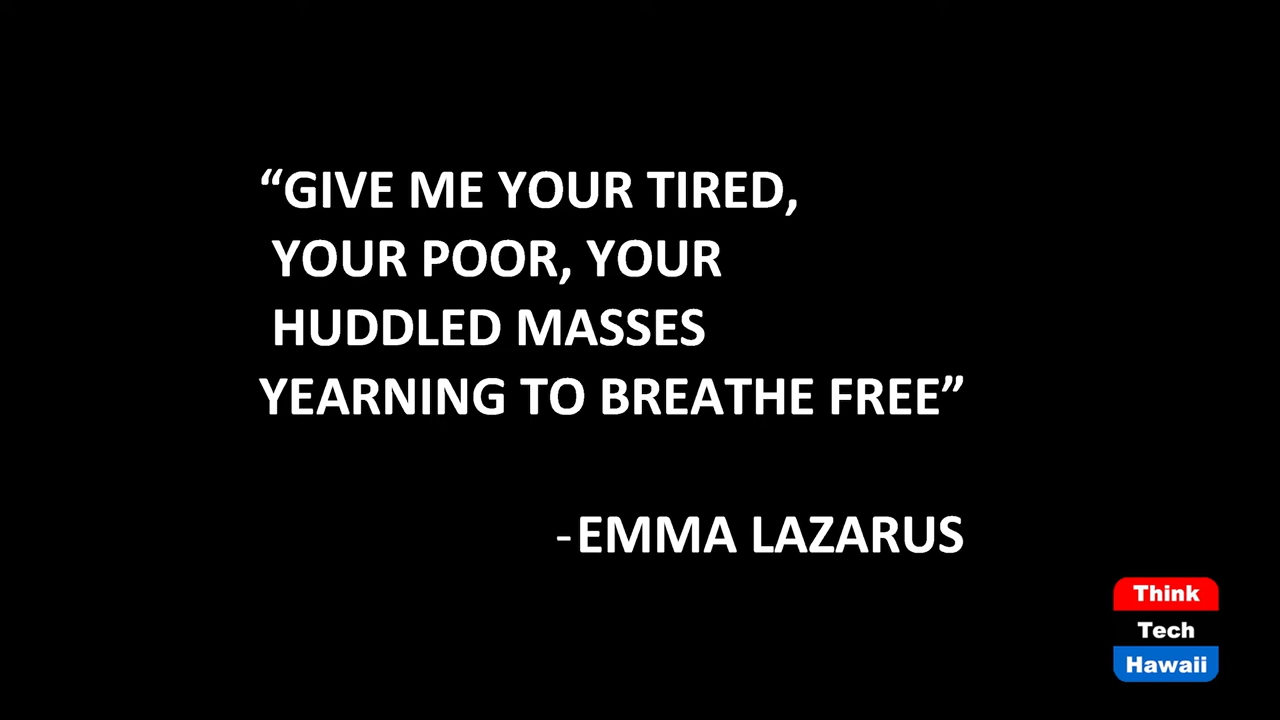 “GIVE ME YOUR TIRED,
YOUR POOR, YOUR
HUDDLED MASSES
YEARNING TO BREATHE FREE”
-EMMA LAZARUS
Think
Tech
Hawaii